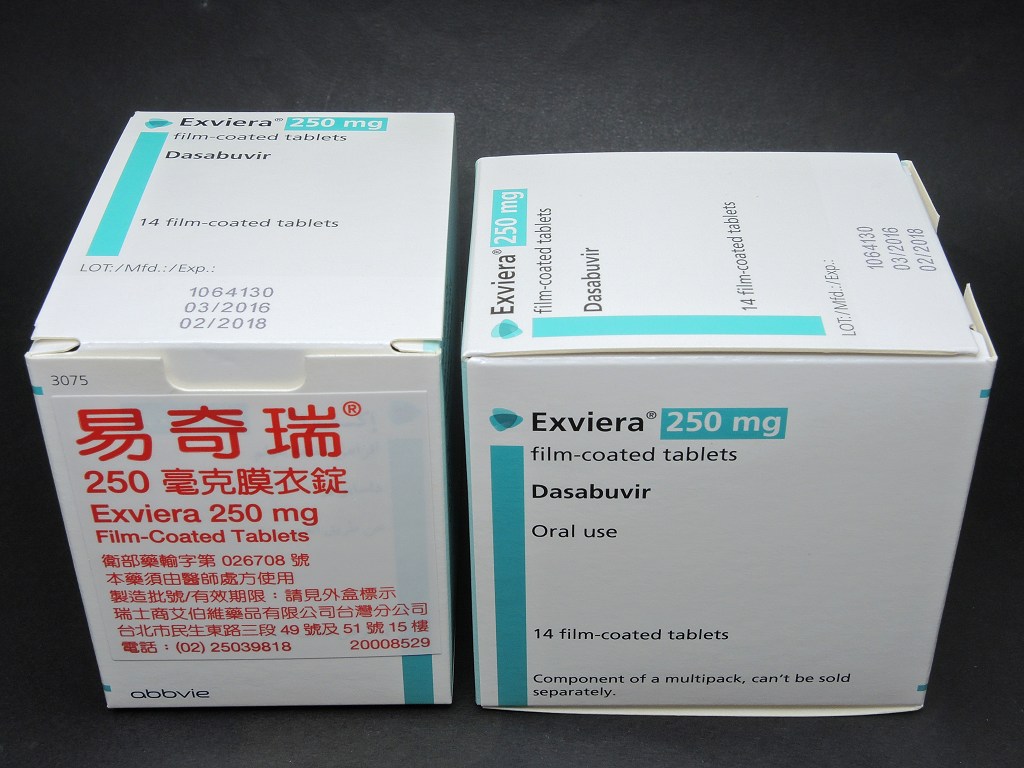 Exviera® 250 mg
film-coated tablets
Dasabuvir
14 film-coated tablets
LOT:/Mfd.:/Exp.:
1064130
03/2016
02/2018
3075
易奇瑞®
250 毫克膜衣錠
Exviera 250 mg
Film-Coated Tablets
衛部藥輸字第 026708 號
本藥須由醫師處方使用
製造批號/有效期限：請見外盒標示
瑞士商艾伯維藥品有限公司台灣分公司
台北市民生東路三段 49 號及 51 號 15 樓
電話：(02) 25039818 20008529
abbvie
Exviera® 250 mg
film-coated tablets
Dasabuvir
14 film-coated tablets
LOT:/Mfd.:/Exp.:
1064130
03/2016
02/2018
Exviera® 250 mg
film-coated tablets
Dasabuvir
Oral use
14 film-coated tablets
Component of a multipack, can't be sold
separately.